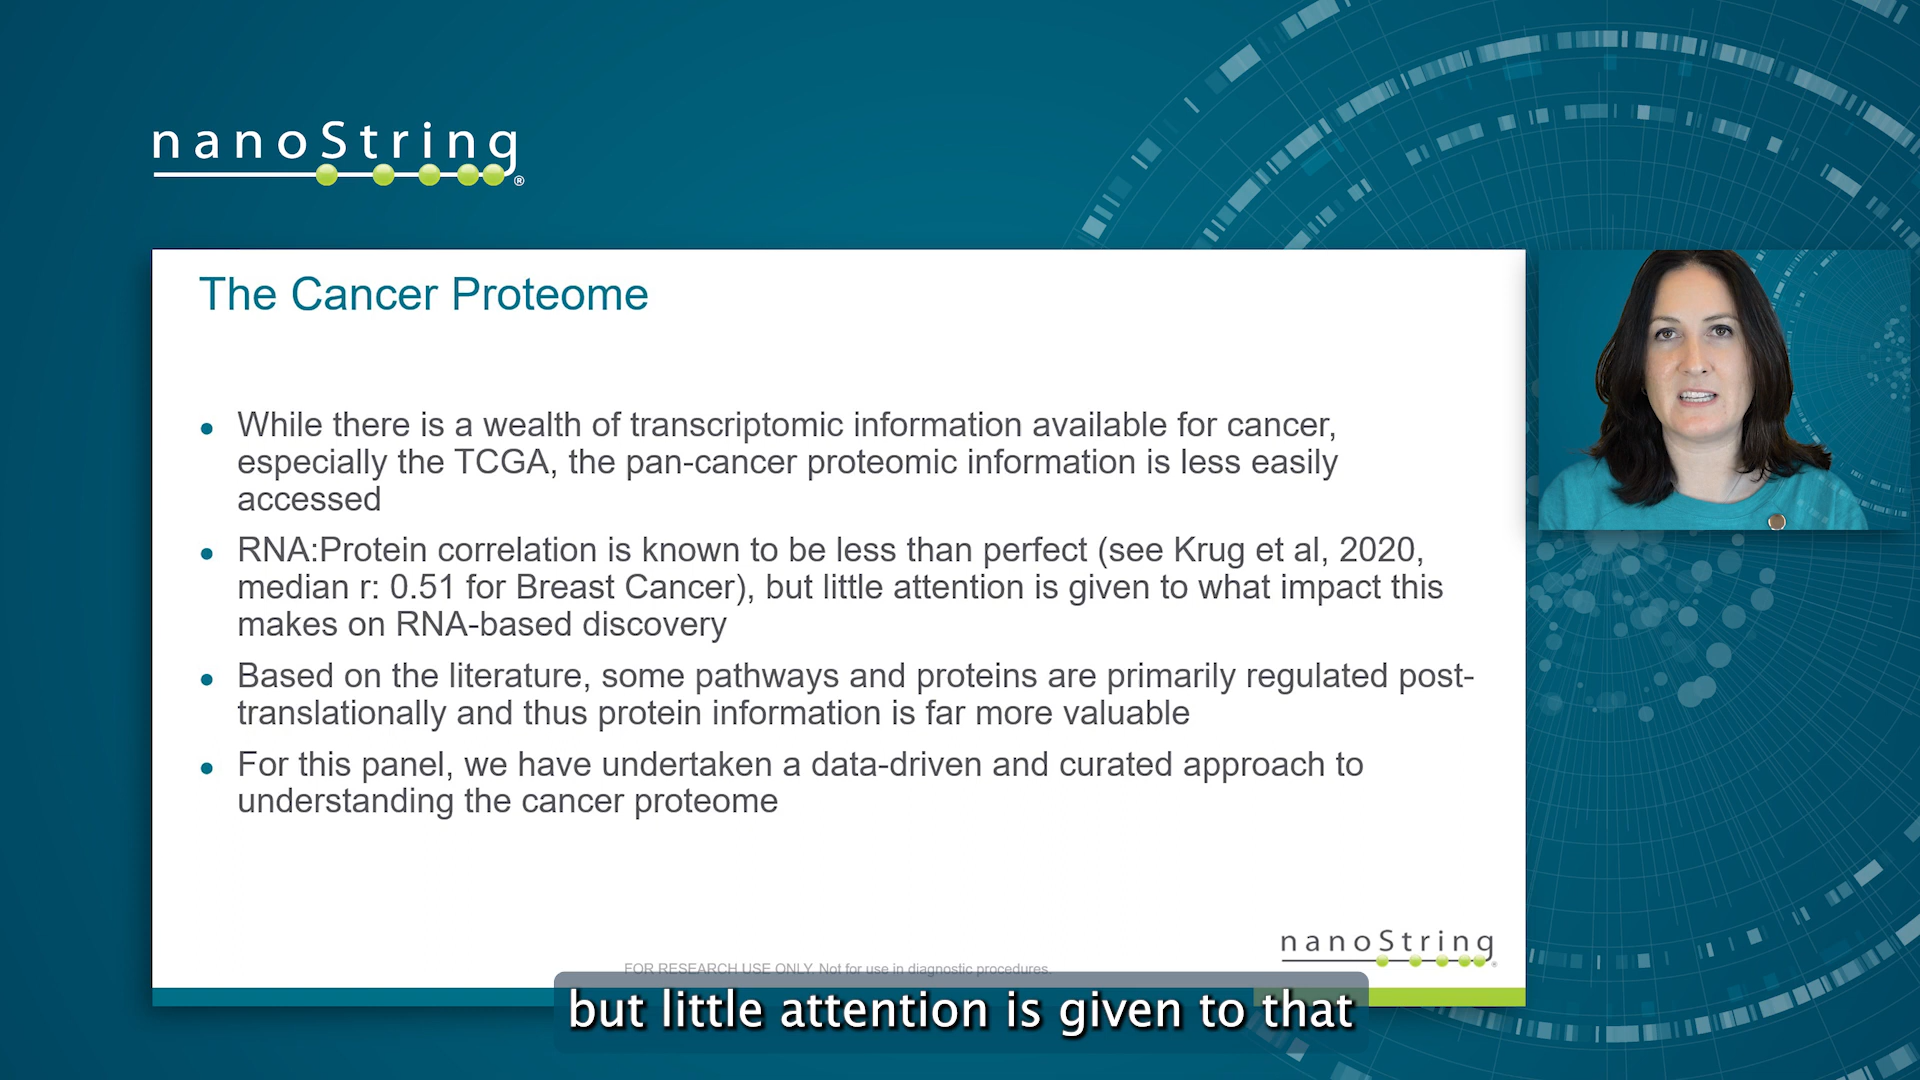 nanoString®
The Cancer Proteome
• While there is a wealth of transcriptomic information available for cancer,
especially the TCGA, the pan-cancer proteomic information is less easily
accessed
• RNA:Protein correlation is known to be less than perfect (see Krug et al, 2020,
median r: 0.51 for Breast Cancer), but little attention is given to what impact this
makes on RNA-based discovery
• Based on the literature, some pathways and proteins are primarily regulated post-
translationally and thus protein information is far more valuable
• For this panel, we have undertaken a data-driven and curated approach to
understanding the cancer proteome
nanoString®
FOR RESEARCH USE ONLY. Not for use in diagnostic procedures.
but little attention is given to that